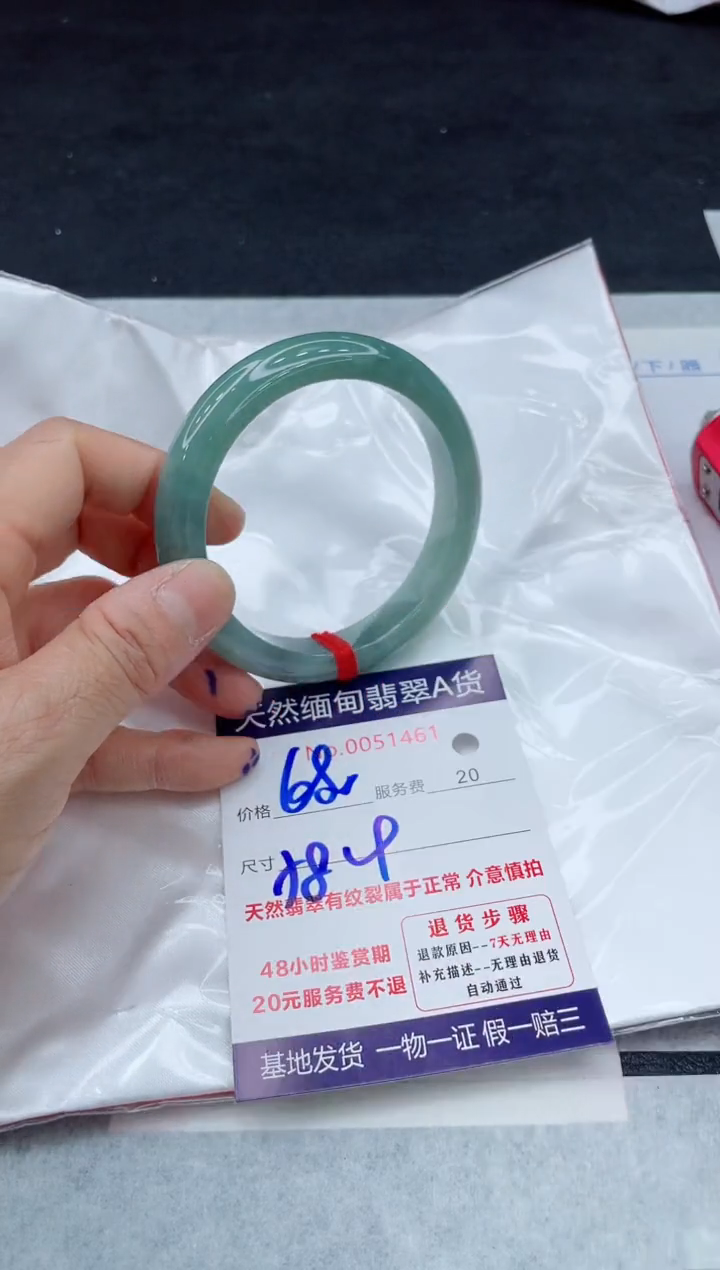 天然缅甸翡翠A货
No.0051461
价格 服务费 20
尺寸
天然翡翠有纹裂属于正常 介意慎拍
48小时鉴赏期
20元服务费不退
退货步骤
退款原因--7天无理由
补充描述--无理由退货
自动通过
基地发货 一物一证 假一赔三